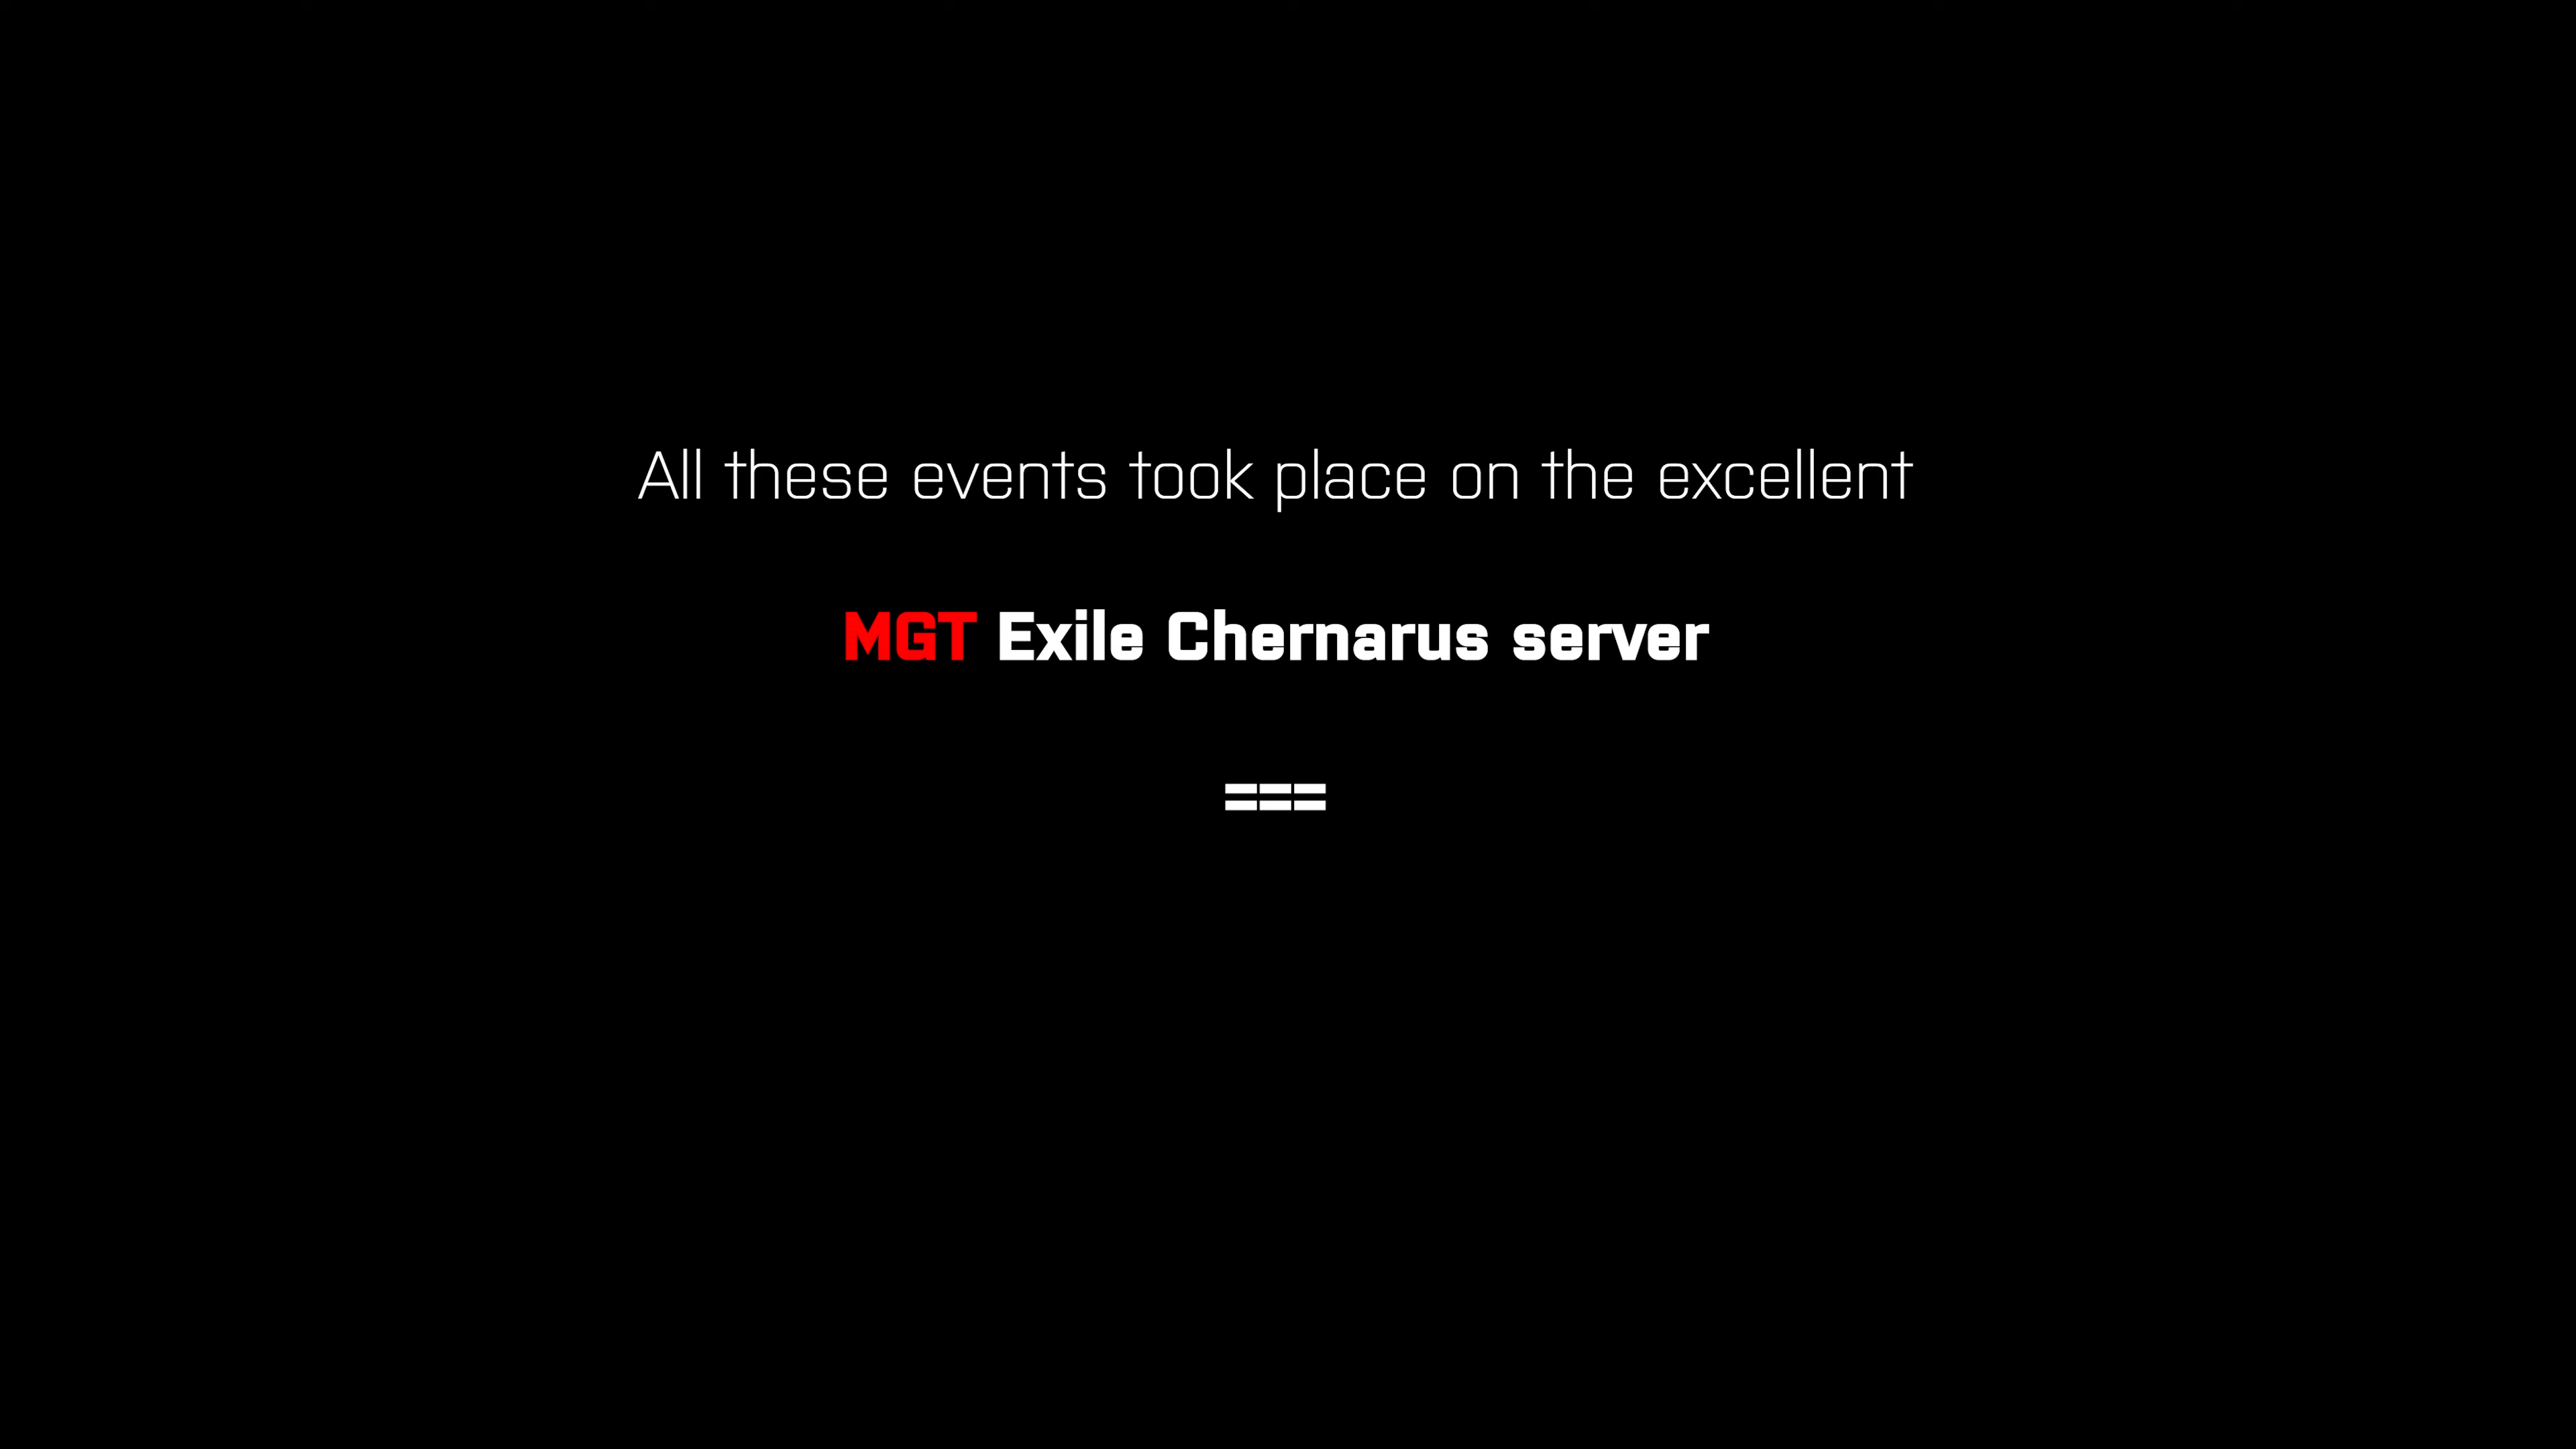 All these events took place on the excellent
MGT Exile Chernarus server
===